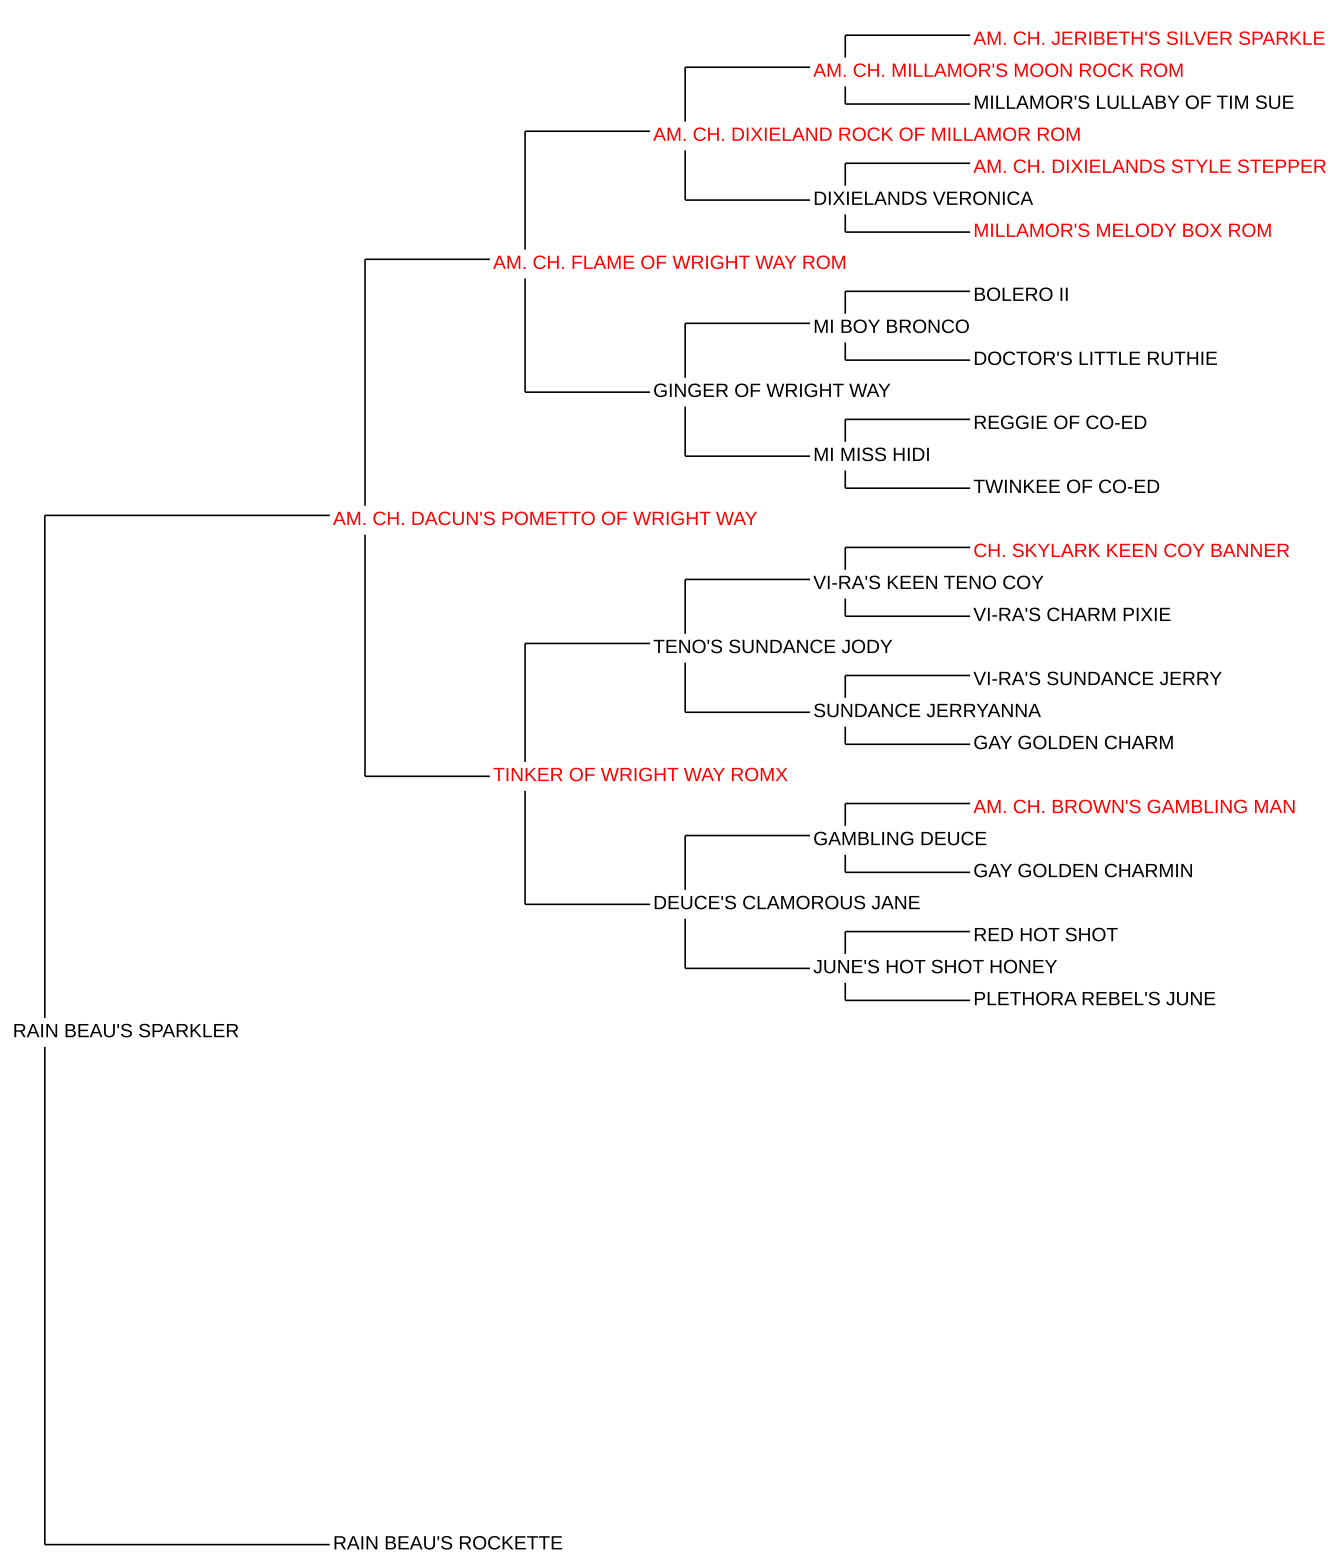 AM. CH. JERIBETH'S SILVER SPARKLE
AM. CH. MILLAMOR'S MOON ROCK ROM
MILLAMOR'S LULLABY OF TIM SUE
AM. CH. DIXIELAND ROCK OF MILLAMOR ROM
AM. CH. DIXIELANDS STYLE STEPPER
DIXIELANDS VERONICA
MILLAMOR'S MELODY BOX ROM
AM. CH. FLAME OF WRIGHT WAY ROM
BOLERO II
MI BOY BRONCO
DOCTOR'S LITTLE RUTHIE
GINGER OF WRIGHT WAY
REGGIE OF CO-ED
MI MISS HIDI
TWINKEE OF CO-ED
AM. CH. DACUN'S POMETTO OF WRIGHT WAY
CH. SKYLARK KEEN COY BANNER
VI-RA'S KEEN TENO COY
VI-RA'S CHARM PIXIE
TENO'S SUNDANCE JODY
VI-RA'S SUNDANCE JERRY
SUNDANCE JERRYANNA
GAY GOLDEN CHARM
TINKER OF WRIGHT WAY ROMX
AM. CH. BROWN'S GAMBLING MAN
GAMBLING DEUCE
GAY GOLDEN CHARMIN
DEUCE'S CLAMOROUS JANE
RED HOT SHOT
JUNE'S HOT SHOT HONEY
PLETHORA REBEL'S JUNE
RAIN BEAU'S SPARKLER
RAIN BEAU'S ROCKETTE